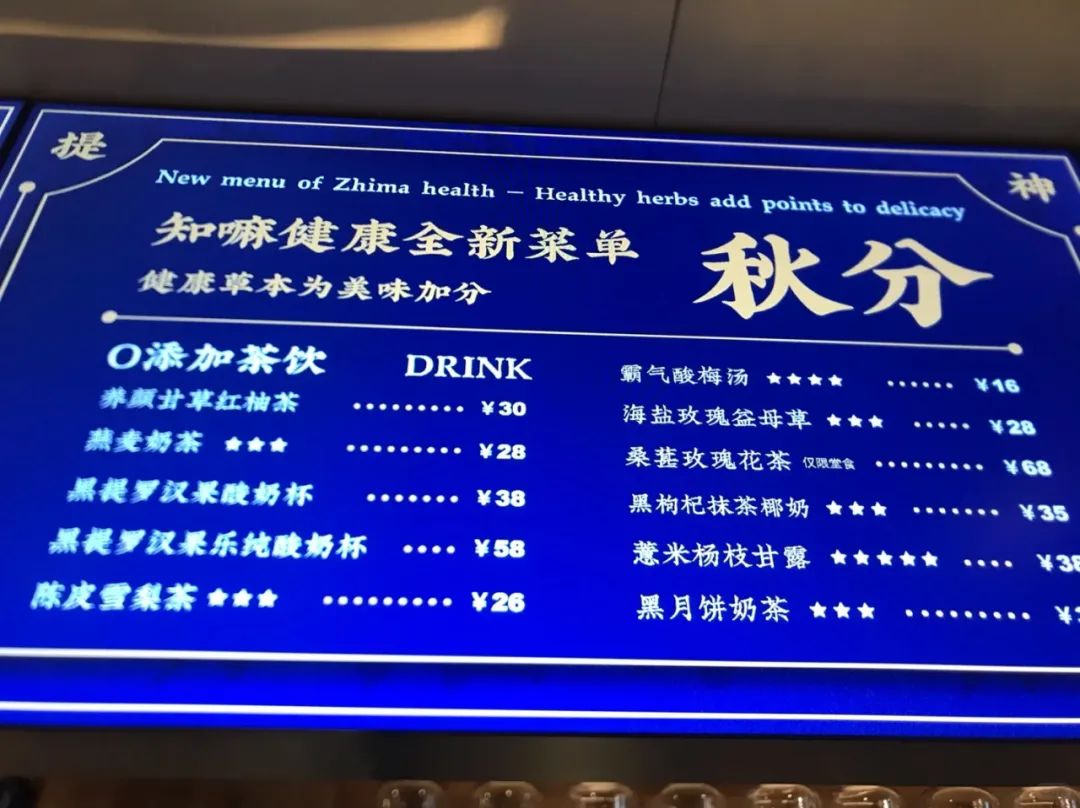 提
神
New menu of Zhima health — Healthy herbs add points to delicacy
知嘛健康全新菜单
健康草本为美味加分
秋分
O添加茶饮 DRINK
养颜甘草红柚茶 ········· ¥30
燕麦奶茶 ★★★ ·········· ¥28
黑提罗汉果酸奶杯 ······· ¥38
黑提罗汉果乐纯酸奶杯 ···· ¥58
陈皮雪梨茶 ★★★ ·········· ¥26
霸气酸梅汤 ★★★★ ······ ¥16
海盐玫瑰益母草 ★★★ ····· ¥28
桑葚玫瑰花茶 仅限堂食 ·········· ¥68
黑枸杞抹茶椰奶 ★★★ ······· ¥35
薏米杨枝甘露 ★★★★★ ···· ¥38
黑月饼奶茶 ★★★ ··········· ¥